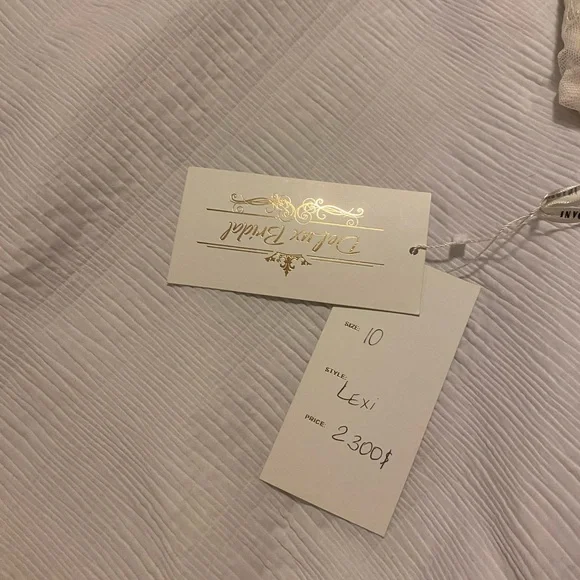 DeLux Bridal
SIZE: 10
STYLE: LEXI
PRICE: 2300$